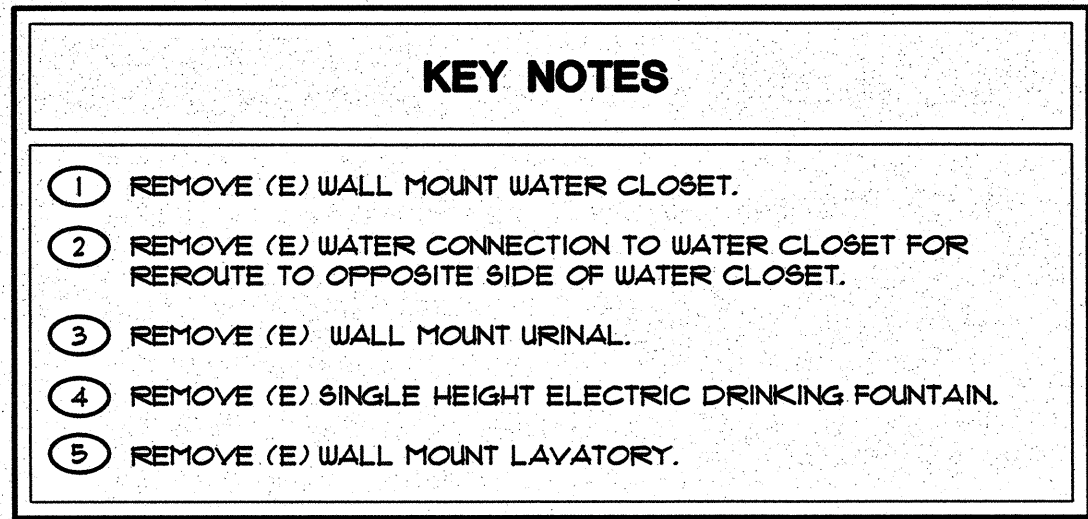 KEY NOTES
1 REMOVE (E) WALL MOUNT WATER CLOSET.
2 REMOVE (E) WATER CONNECTION TO WATER CLOSET FOR
REROUTE TO OPPOSITE SIDE OF WATER CLOSET.
3 REMOVE (E) WALL MOUNT URINAL.
4 REMOVE (E) SINGLE HEIGHT ELECTRIC DRINKING FOUNTAIN.
5 REMOVE (E) WALL MOUNT LAVATORY.